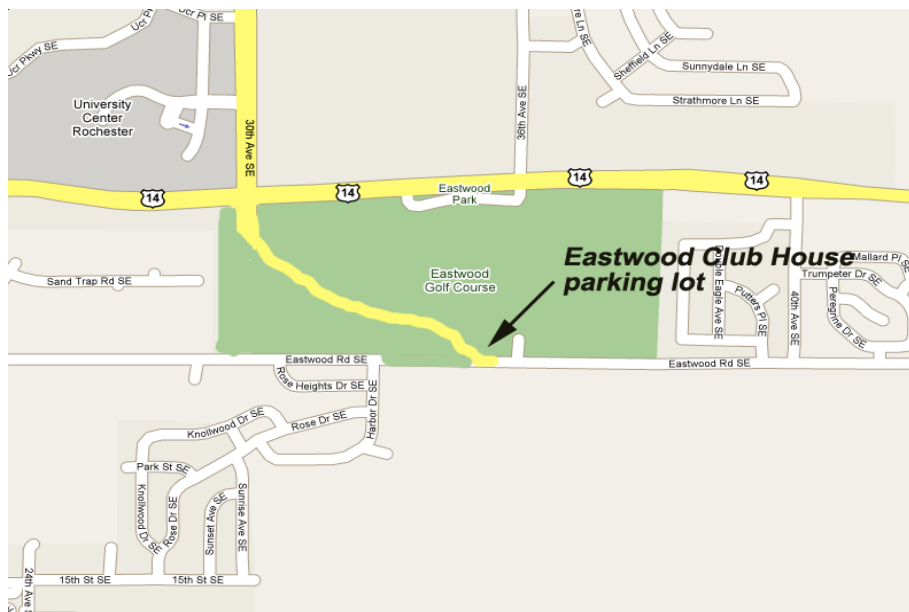 Ucr Pl SE
Ucr Pl SE
Ucr Pkwy SE
University
Center
Rochester
30th Ave SE
36th Ave SE
Sheffield Ln SE
Sunnydale Ln SE
Strathmore Ln SE
14
14
14
14
Eastwood
Park
Eastwood
Golf Course
Eastwood Club House
parking lot
Sand Trap Rd SE
Double Eagle Ave SE
Putters Pl SE
40th Ave SE
Mallard Pl
Trumpeter Dr SE
Peregrine Dr SE
Eastwood Rd SE
Eastwood Rd SE
Rose Heights Dr SE
Harbor Dr SE
Knollwood Dr SE
Rose Dr SE
Park St SE
Knollwood Dr SE
Rose Dr SE
Sunset Ave SE
Sunrise Ave SE
24th Ave S
15th St SE
15th St SE